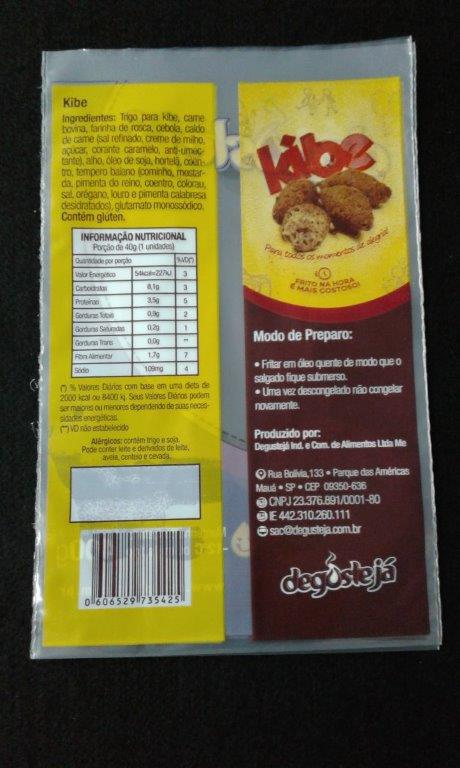 Kibe
Ingredientes: Trigo para kibe, carne
bovina, farinha de rosca, cebola, caldo
de carne (sal refinado, creme de milho,
açúcar, corante caramelo, anti-umec-
tante), alho, óleo de soja, hortelã, coen-
tro, tempero baiano (cominho, mostar-
da, pimenta do reino, coentro, colorau,
sal, orégano, louro e pimenta calabresa
desidratados), glutamato monossódico.
Contém glúten.
INFORMAÇÃO NUTRICIONAL
Porção de 40g (1 unidades)
Quantidade por porção %VD(*)
Valor Energético 54kcal=227kJ 3
Carboidratos 8,1g 3
Proteínas 3,5g 5
Gorduras Totais 0,9g 2
Gorduras Saturadas 0,2g 1
Gorduras Trans 0,0g **
Fibra Alimentar 1,7g 7
Sódio 109mg 4
(*) % Valores Diários com base em uma dieta de
2000 kcal ou 8400 kj. Seus Valores Diários podem
ser maiores ou menores dependendo de suas neces-
sidades energéticas.
(**) VD não estabelecido
Alérgicos: contém trigo e soja.
Pode conter leite e derivados de leite,
aveia, centeio e cevada.
0 606529 735425
kibe
Para todos os momentos de alegria!
FRITO NA HORA
É MAIS GOSTOSO!
Modo de Preparo:
• Fritar em óleo quente de modo que o
salgado fique submerso.
• Uma vez descongelado não congelar
novamente.
Produzido por:
Degustejá Ind. e Com. de Alimentos Ltda Me
Rua Bolívia,133 • Parque das Américas
Mauá • SP • CEP 09350-636
CNPJ 23.376.891/0001-80
IE 442.310.260.111
sac@degusteja.com.br
degustejá